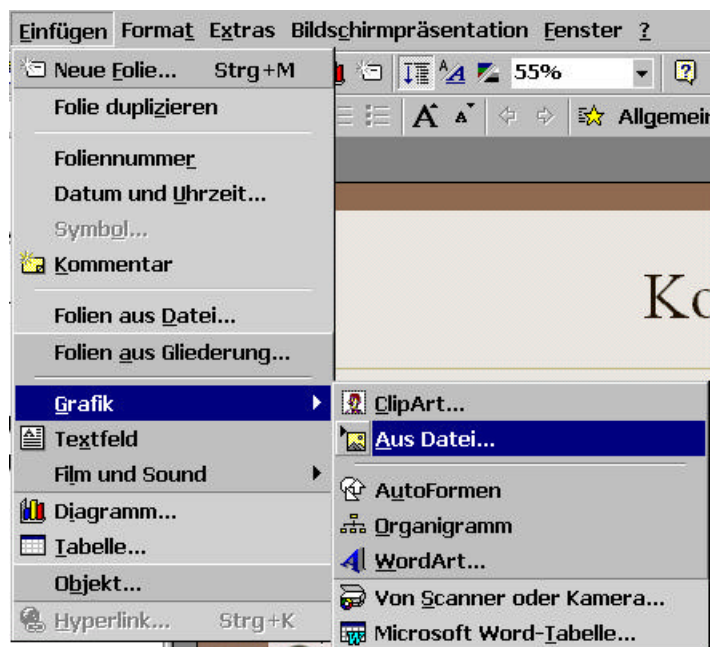 Einfügen Format Extras Bildschirmpräsentation Fenster ?
Neue Folie... Strg+M
55%
Folie duplizieren
A A Allgemein
Foliennummer
Datum und Uhrzeit...
Symbol...
Kommentar
Ko
Folien aus Datei...
Folien aus Gliederung...
Grafik
ClipArt...
Textfeld
Aus Datei...
Film und Sound
AutoFormen
Diagramm...
Organigramm
Tabelle...
WordArt...
Objekt...
Von Scanner oder Kamera...
Hyperlink... Strg+K
Microsoft Word-Tabelle...